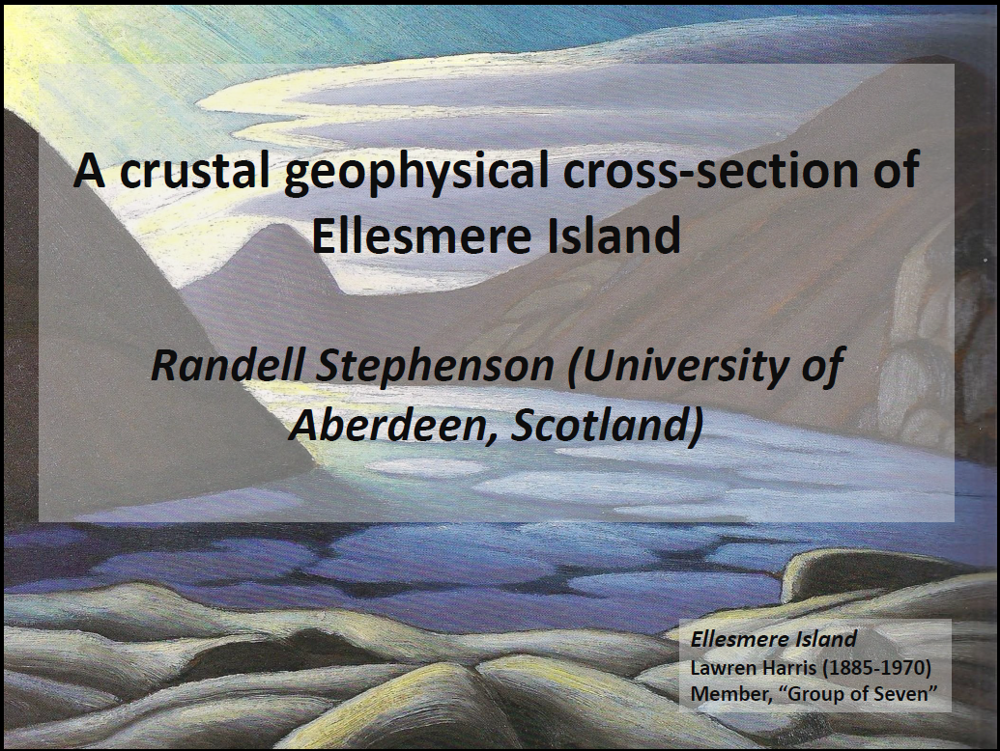 A crustal geophysical cross-section of
Ellesmere Island
Randell Stephenson (University of
Aberdeen, Scotland)
Ellesmere Island
Lawren Harris (1885-1970)
Member, “Group of Seven”